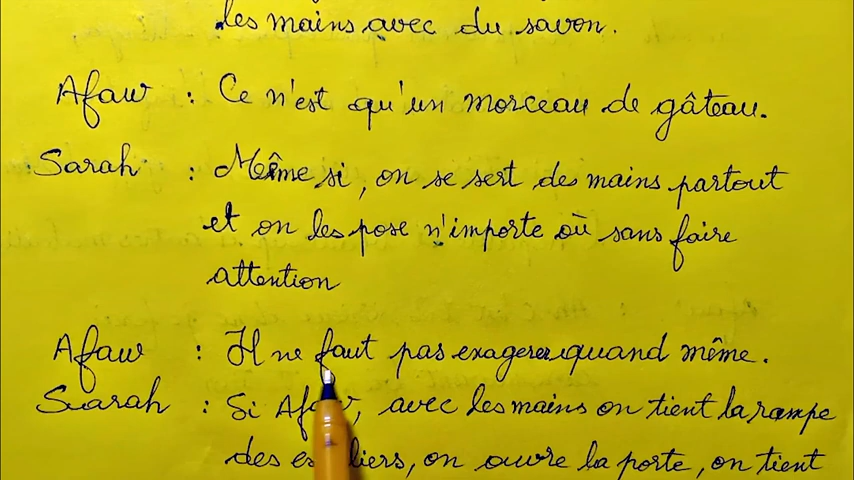 les mains avec du savon.
Afaw : Ce n'est qu'un morceau de gâteau.
Sarah : Même si, on se sert des mains partout
et on les pose n'importe où sans faire
attention
Afaw : Il ne faut pas exagerer quand même.
Sarah : Si Afaw, avec les mains on tient la rampe
des escaliers, on ouvre la porte, on tient